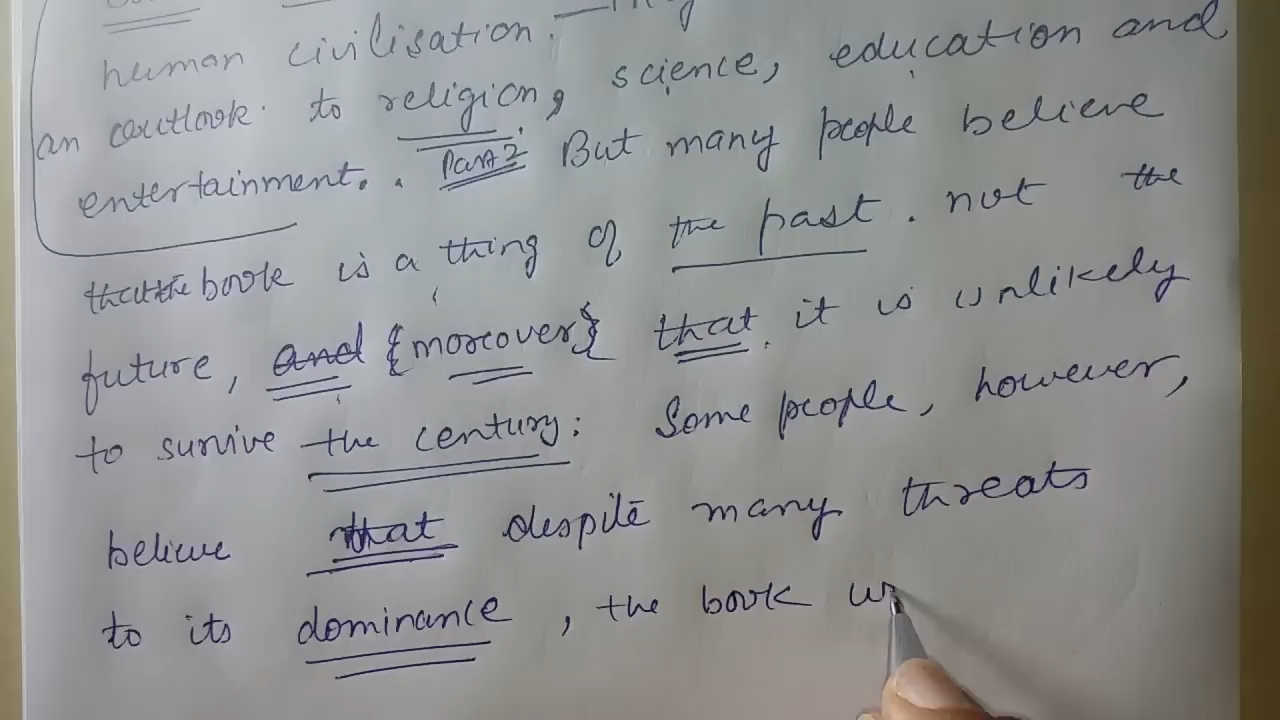 human civilisation.
an outlook to religion, science, education and
entertainment. Part 2 But many people believe
that the book is a thing of the past. not the
future, and {moreover} that it is unlikely
to survive the century: Some people, however,
believe that despite many threats
to its dominance, the book w